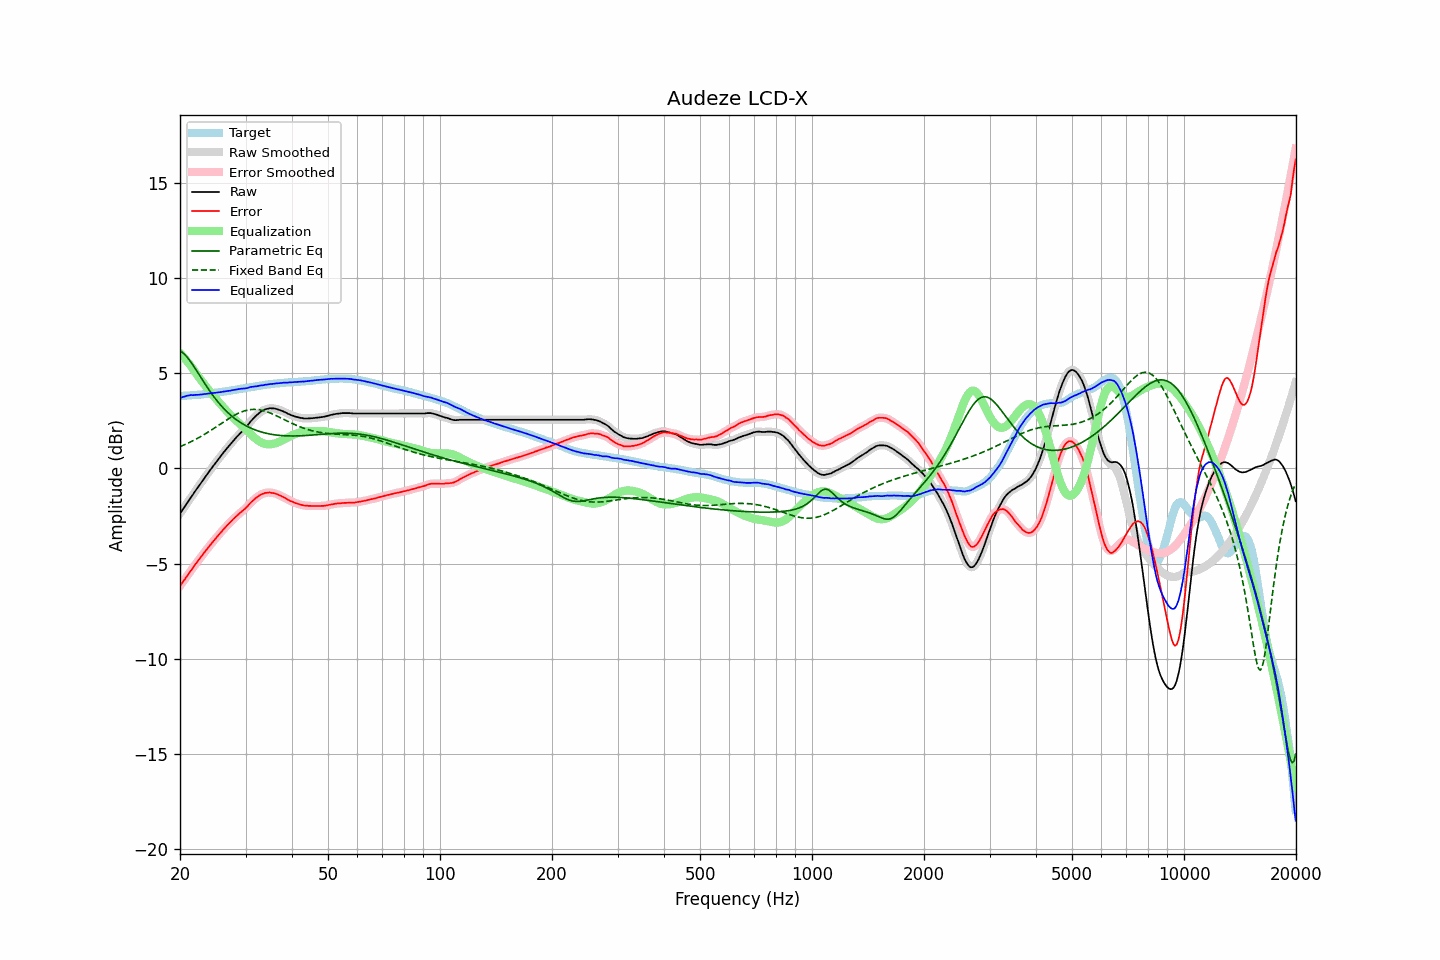 Audeze LCD-X
Target
Raw Smoothed
Error Smoothed
Raw
Error
Equalization
Parametric Eq
Fixed Band Eq
Equalized
Amplitude (dBr)
15
10
5
0
−5
−10
−15
−20
20 50 100 200 500 1000 2000 5000 10000 20000
Frequency (Hz)